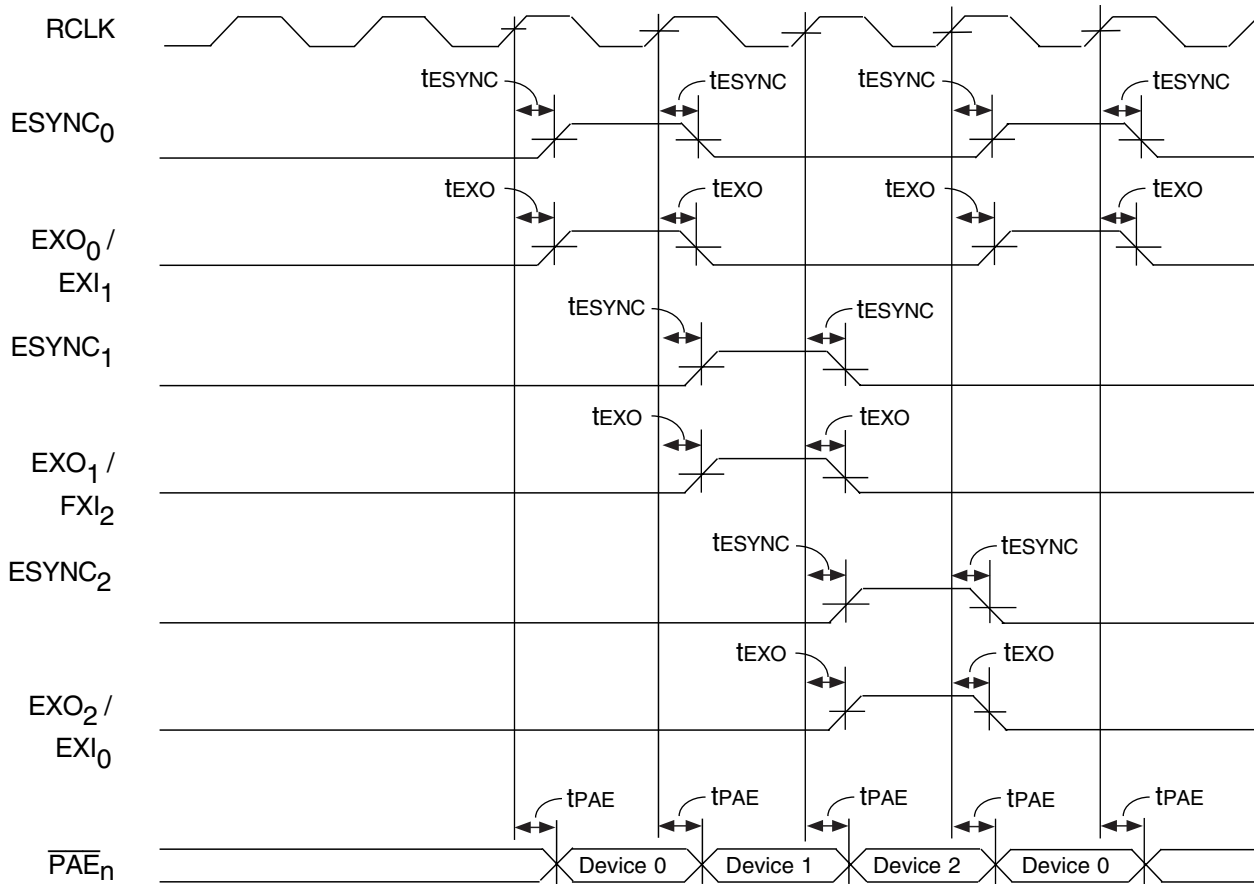 RCLK
tESYNC tESYNC tESYNC tESYNC
ESYNC0
tEXO tEXO tEXO tEXO
EXO0 /
EXI1
tESYNC tESYNC
ESYNC1
tEXO tEXO
EXO1 /
FXI2
tESYNC tESYNC
ESYNC2
tEXO tEXO
EXO2 /
EXI0
tPAE tPAE tPAE tPAE tPAE
PAEn Device 0 Device 1 Device 2 Device 0